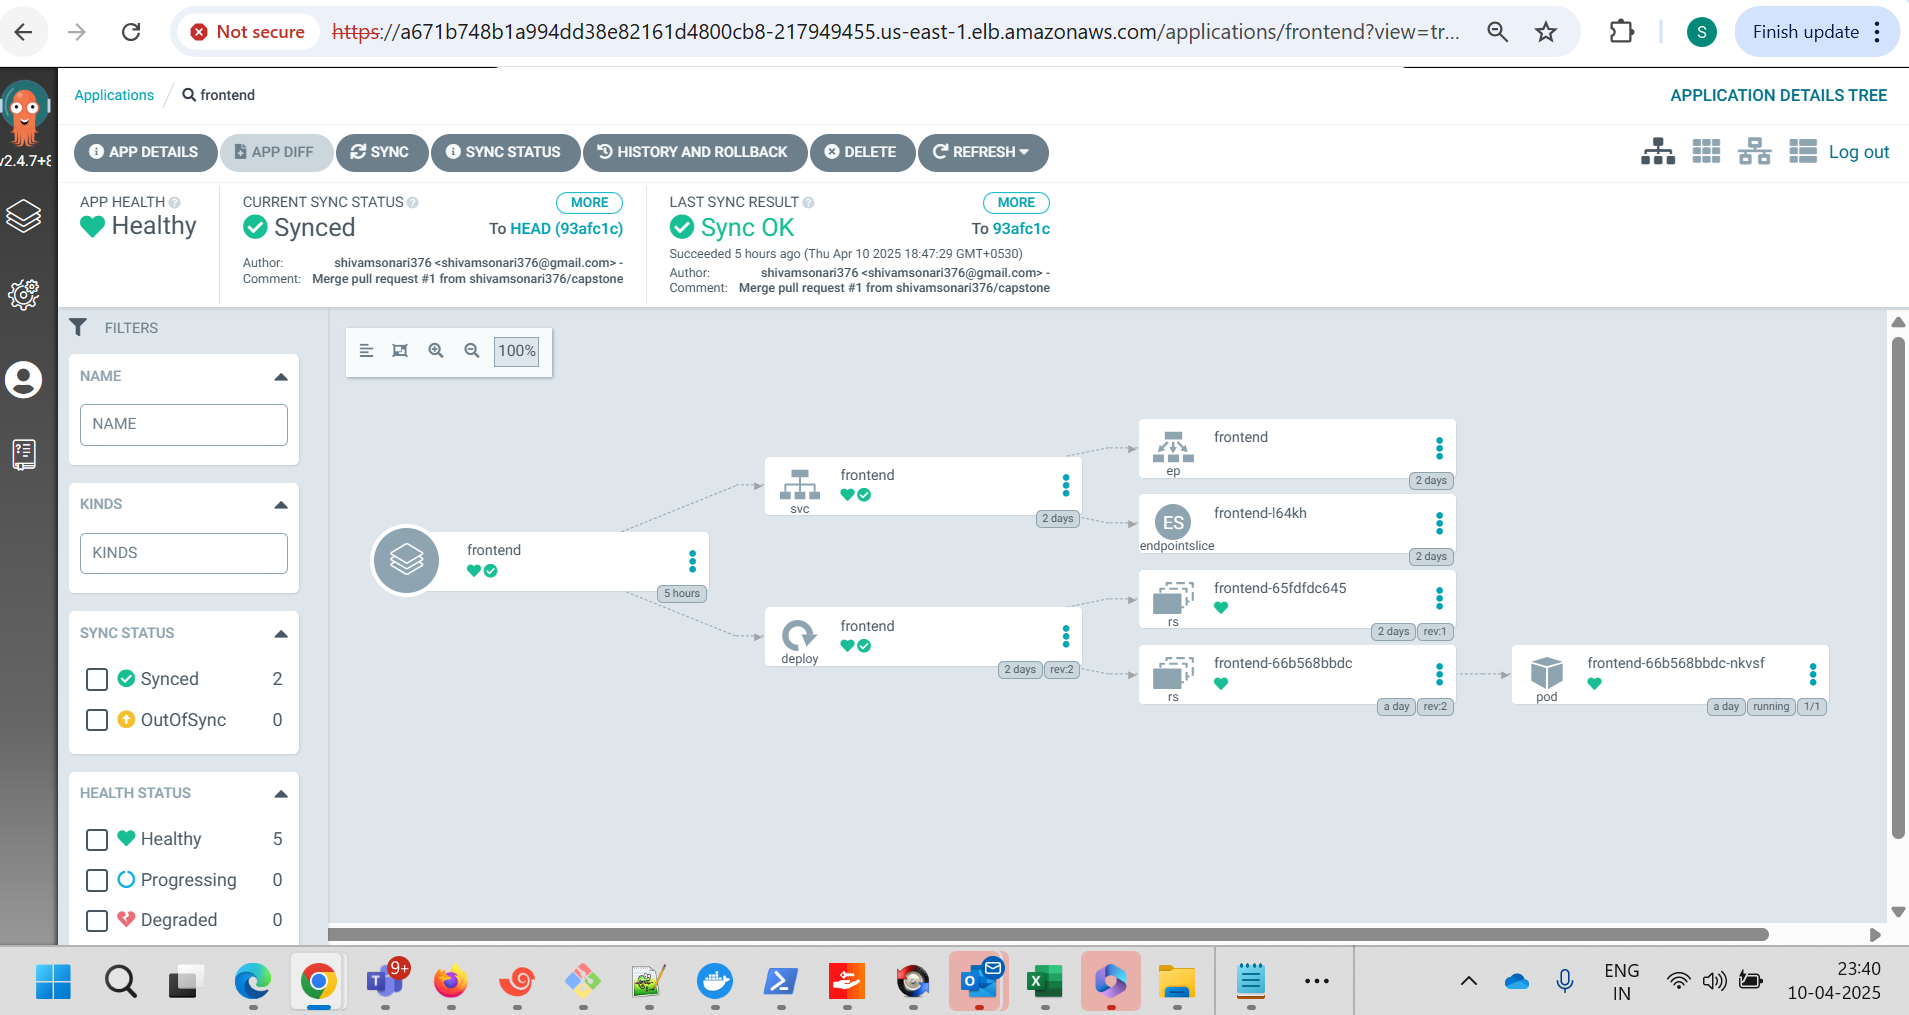 Not secure
https://a671b748b1a994dd38e82161d4800cb8-217949455.us-east-1.elb.amazonaws.com/applications/frontend?view=tr...
S
Finish update
v2.4.7+8
Applications
frontend
APPLICATION DETAILS TREE
APP DETAILS
APP DIFF
SYNC
SYNC STATUS
HISTORY AND ROLLBACK
DELETE
REFRESH
Log out
APP HEALTH
Healthy
CURRENT SYNC STATUS
MORE
Synced
To HEAD (93afc1c)
Author: shivamsonari376 <shivamsonari376@gmail.com> -
Comment: Merge pull request #1 from shivamsonari376/capstone
LAST SYNC RESULT
MORE
Sync OK
To 93afc1c
Succeeded 5 hours ago (Thu Apr 10 2025 18:47:29 GMT+0530)
Author: shivamsonari376 <shivamsonari376@gmail.com> -
Comment: Merge pull request #1 from shivamsonari376/capstone
FILTERS
NAME
NAME
KINDS
KINDS
SYNC STATUS
Synced 2
OutOfSync 0
HEALTH STATUS
Healthy 5
Progressing 0
Degraded 0
100%
frontend
5 hours
svc
frontend
2 days
deploy
frontend
2 days rev:2
ep
frontend
2 days
ES
endpointslice
frontend-l64kh
2 days
rs
frontend-65fdfdc645
2 days rev:1
rs
frontend-66b568bbdc
a day rev:2
pod
frontend-66b568bbdc-nkvsf
a day running 1/1
9+
ENG
IN
23:40
10-04-2025